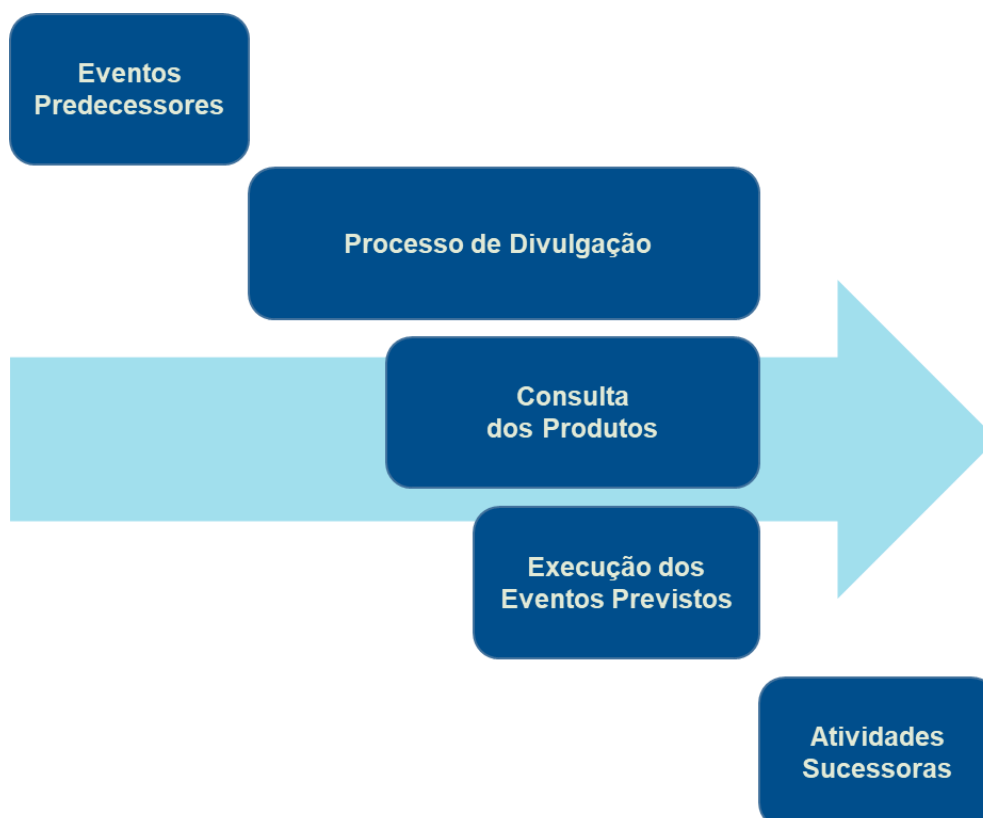 Eventos
Predecessores
Processo de Divulgação
Consulta
dos Produtos
Execução dos
Eventos Previstos
Atividades
Sucessoras